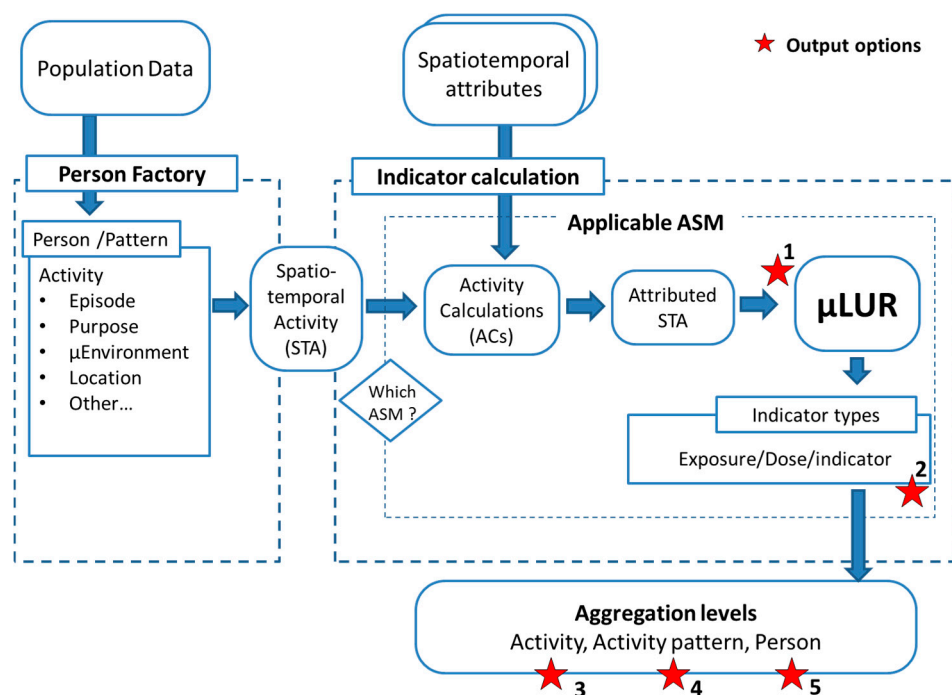 Population Data
Spatiotemporal
attributes
Output options
Person Factory
Indicator calculation
Person /Pattern
Activity
• Episode
• Purpose
• µEnvironment
• Location
• Other…
Spatio-
temporal
Activity
(STA)
Applicable ASM
Which
ASM ?
Activity
Calculations
(ACs)
Attributed
STA
1
µLUR
Indicator types
Exposure/Dose/indicator
2
Aggregation levels
Activity, Activity pattern, Person
3
4
5